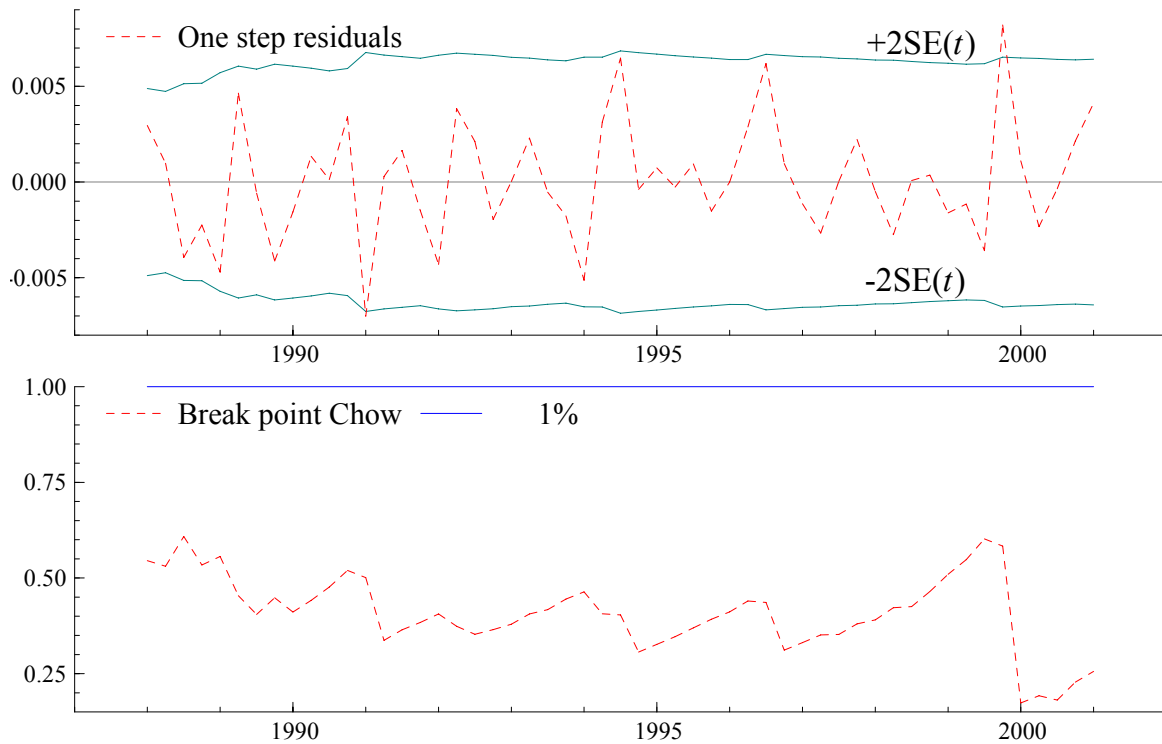 One step residuals
+2SE(t)
0.005
0.000
-0.005
-2SE(t)
1990 1995 2000
1.00
Break point Chow 1%
0.75
0.50
0.25
1990 1995 2000